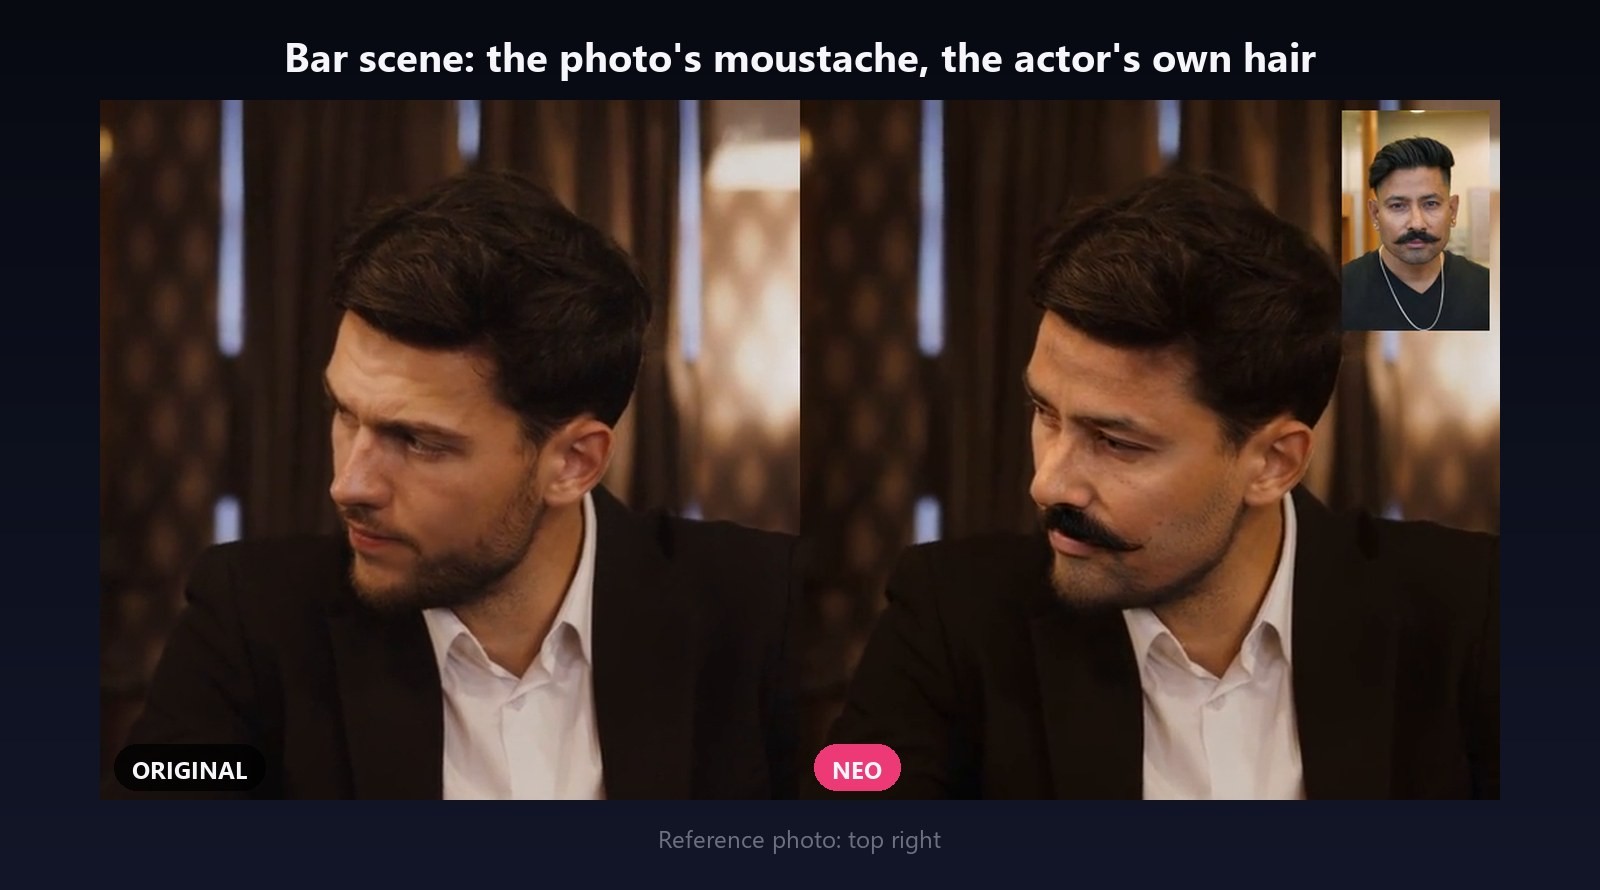 Bar scene: the photo's moustache, the actor's own hair
ORIGINAL
NEO
Reference photo: top right